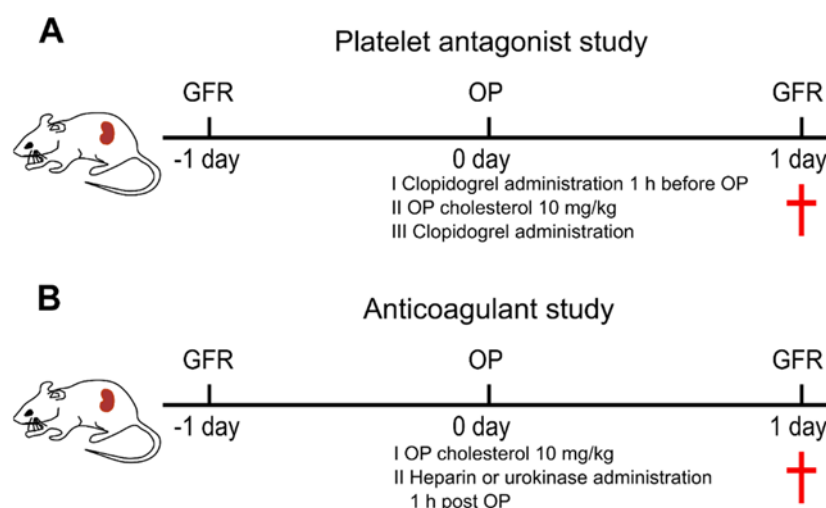 A
Platelet antagonist study
GFR OP GFR
-1 day 0 day 1 day
I Clopidogrel administration 1 h before OP
II OP cholesterol 10 mg/kg
III Clopidogrel administration
B
Anticoagulant study
GFR OP GFR
-1 day 0 day 1 day
I OP cholesterol 10 mg/kg
II Heparin or urokinase administration
1 h post OP